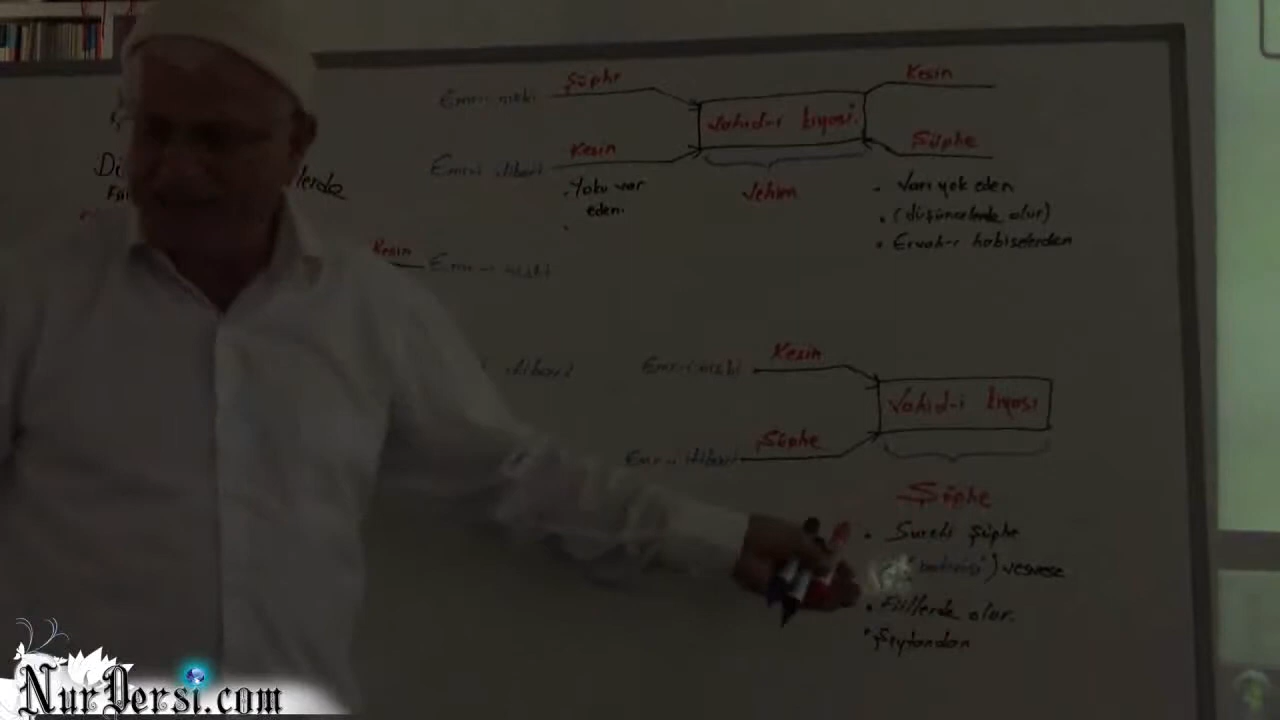 Şüphe
Emr-i nisbi
Kesin
Vahid-i kıyasi
Kesin
Emr-i itibari
Şüphe
Yoku var
eden.
Vehim
• Varı yok eden
• (düşüncelerde olur)
• Ervah-ı habiselerden
Kesin
Emr-i nisbi
itibari
Emr-i nisbi
Kesin
Vahid-i kıyasi
Emr-i itibari
Şüphe
Şüphe
• Sureti şüphe
vesvese
• Fiillerde olur.
• Şeytandan
NurDersi.com